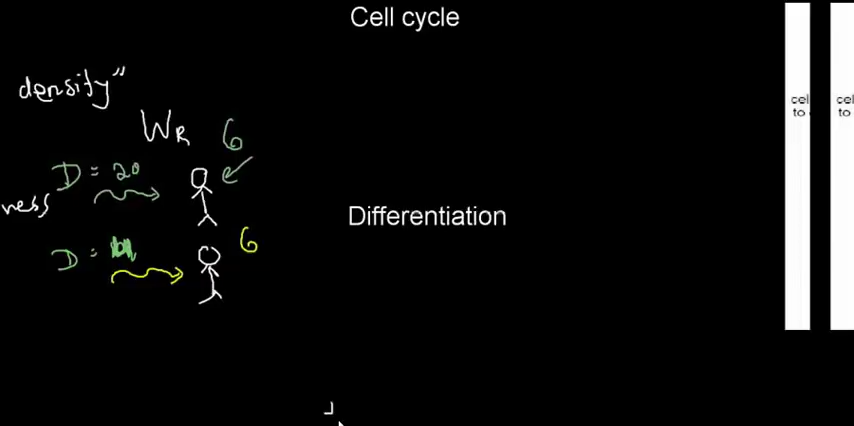 Cell cycle
density"
WR 6
D = 20
ness
Differentiation
D =
6
cel
to
cel
to